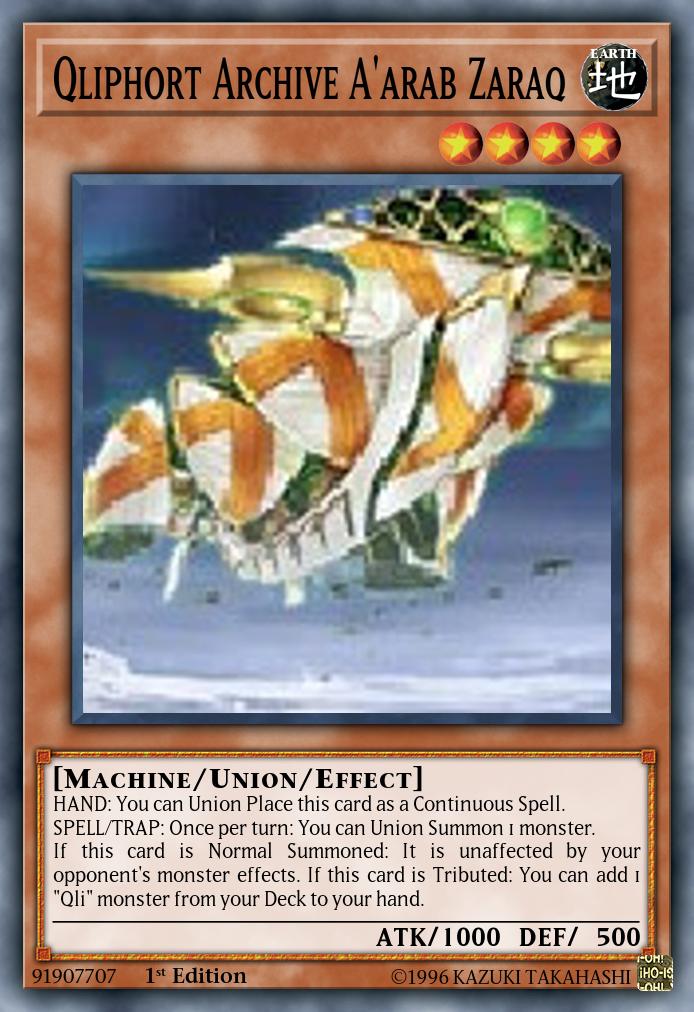 Qliphort Archive A'arab Zaraq
EARTH
地
[Machine/Union/Effect]
HAND: You can Union Place this card as a Continuous Spell.
SPELL/TRAP: Once per turn: You can Union Summon 1 monster.
If this card is Normal Summoned: It is unaffected by your
opponent's monster effects. If this card is Tributed: You can add 1
"Qli" monster from your Deck to your hand.
ATK/1000 DEF/ 500
91907707 1st Edition ©1996 KAZUKI TAKAHASHI